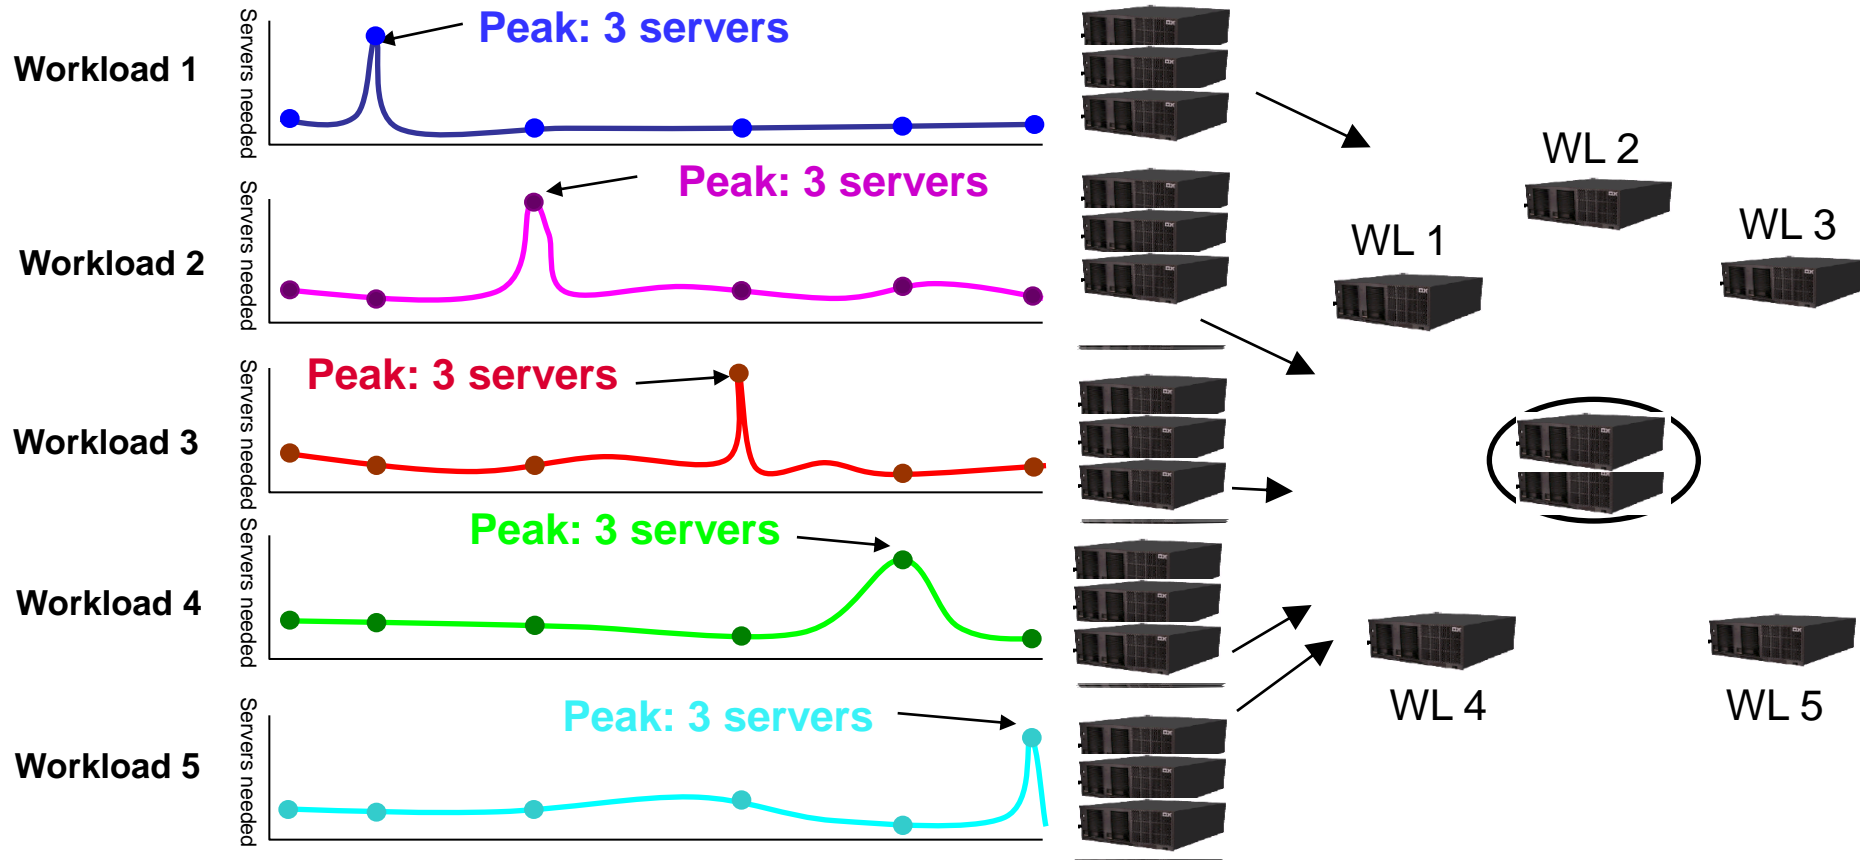 Workload 1
Servers needed
Peak: 3 servers
Workload 2
Servers needed
Peak: 3 servers
Workload 3
Servers needed
Peak: 3 servers
Workload 4
Servers needed
Peak: 3 servers
Workload 5
Servers needed
Peak: 3 servers
WL 1
WL 2
WL 3
WL 4
WL 5